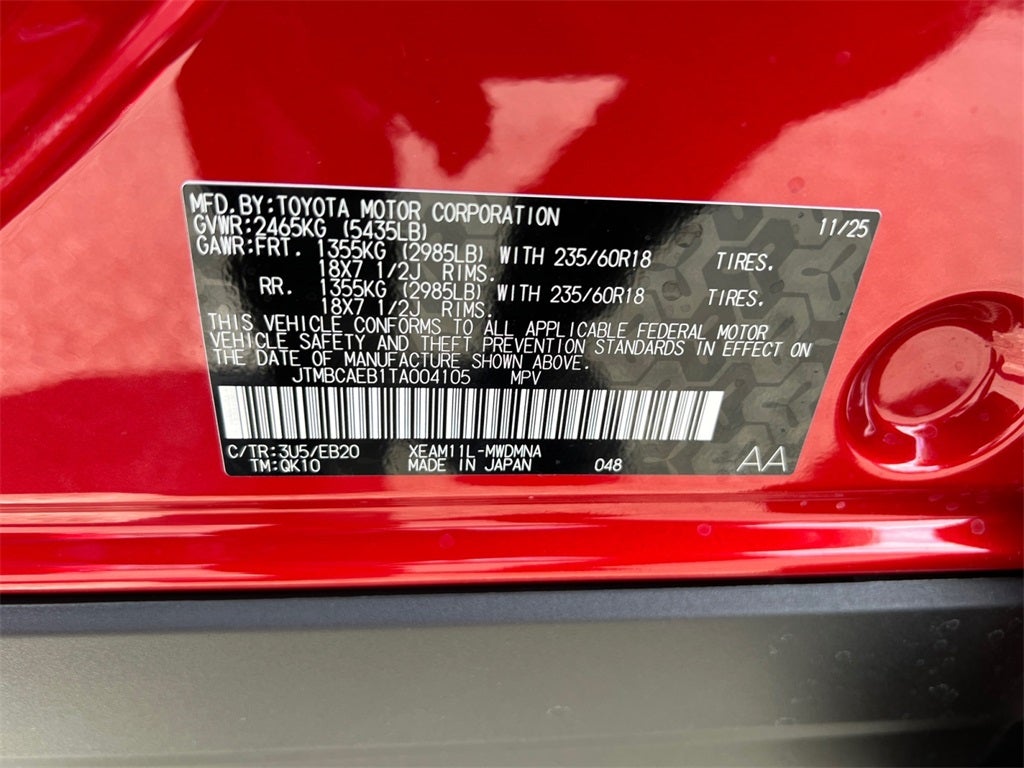 MFD.BY:TOYOTA MOTOR CORPORATION 11/25
GVWR:2465KG (5435LB)
GAWR:FRT. 1355KG (2985LB) WITH 235/60R18 TIRES.
18X7 1/2J RIMS.
RR. 1355KG (2985LB) WITH 235/60R18 TIRES.
18X7 1/2J RIMS.
THIS VEHICLE CONFORMS TO ALL APPLICABLE FEDERAL MOTOR
VEHICLE SAFETY AND THEFT PREVENTION STANDARDS IN EFFECT ON
THE DATE OF MANUFACTURE SHOWN ABOVE.
JTMBCAEB1TA004105 MPV
C/TR:3U5/EB20 XEAM11L-MWDMNA
TM:QK10 MADE IN JAPAN 048 AA